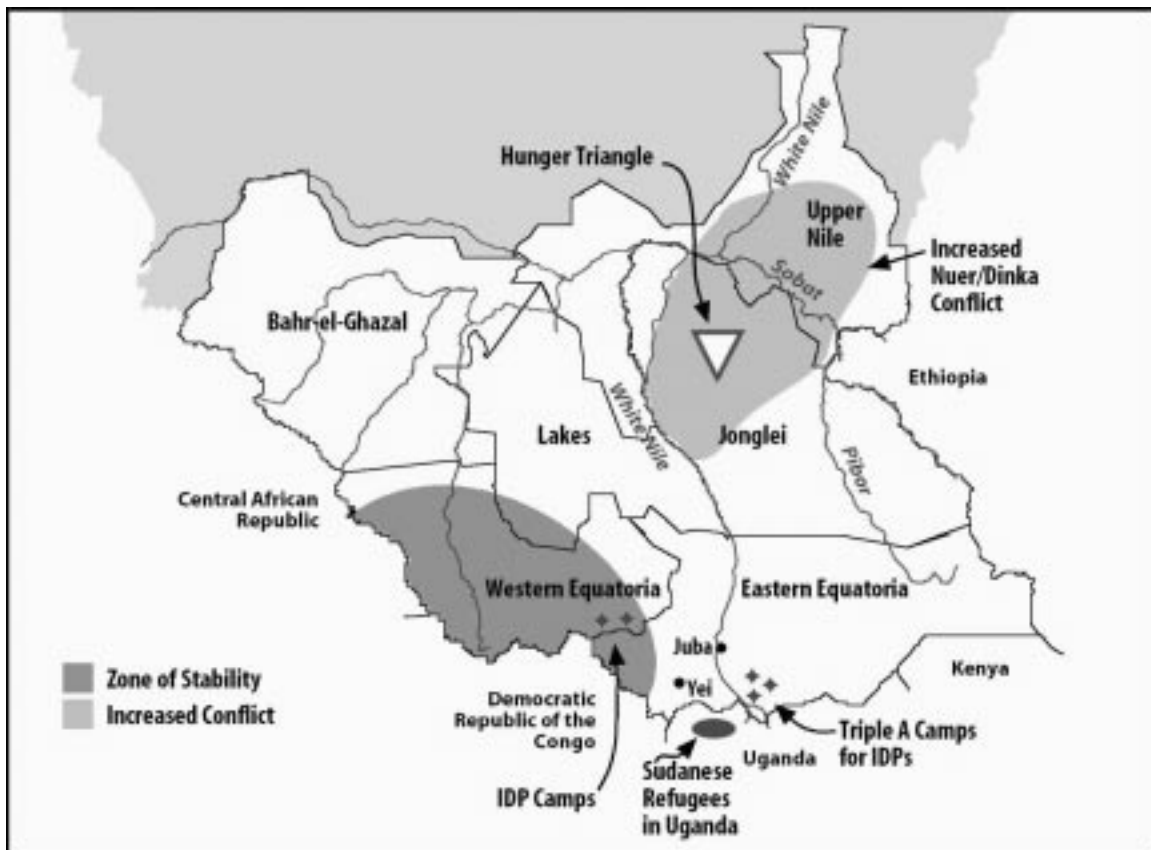 White Nile
Hunger Triangle
Upper
Nile
Increased
Nuer/Dinka
Conflict
Sobat
Bahr-el-Ghazal
Ethiopia
White Nile
Lakes
Jonglei
Pibor
Central African
Republic
Western Equatoria
Eastern Equatoria
Juba
Kenya
Zone of Stability
Yei
Democratic
Republic of the
Congo
Increased Conflict
Triple A Camps
for IDPs
Uganda
Sudanese
Refugees
in Uganda
IDP Camps